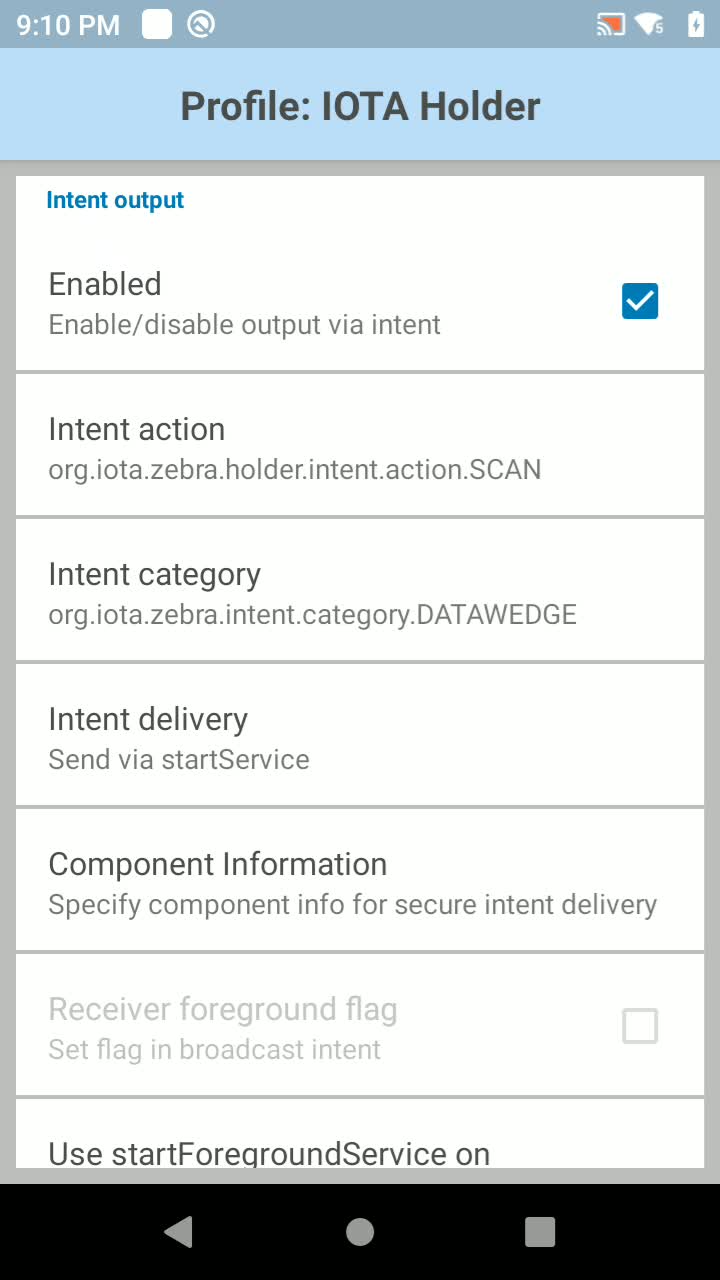 9:10 PM
5
Profile: IOTA Holder
Intent output
Enabled
Enable/disable output via intent
Intent action
org.iota.zebra.holder.intent.action.SCAN
Intent category
org.iota.zebra.intent.category.DATAWEDGE
Intent delivery
Send via startService
Component Information
Specify component info for secure intent delivery
Receiver foreground flag
Set flag in broadcast intent
Use startForegroundService on